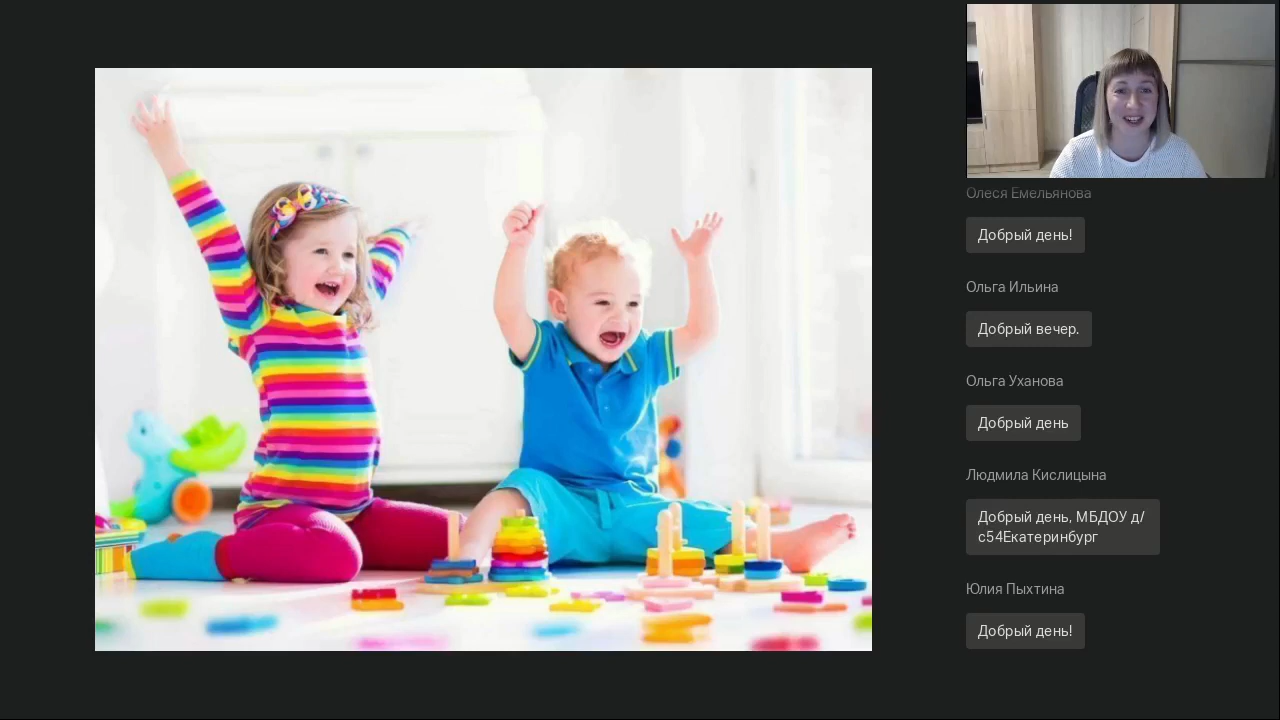 Олеся Емельянова
Добрый день!
Ольга Ильина
Добрый вечер.
Ольга Уханова
Добрый день
Людмила Кислицына
Добрый день, МБДОУ д/
с54Екатеринбург
Юлия Пыхтина
Добрый день!